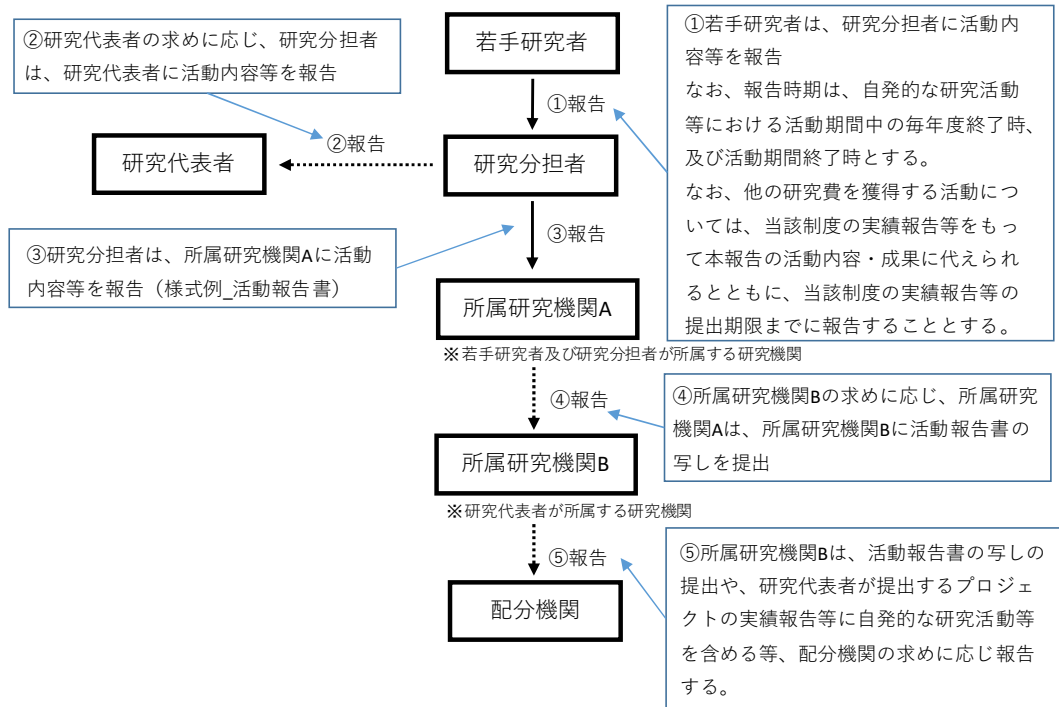 ②研究代表者の求めに応じ、研究分担者
は、研究代表者に活動内容等を報告
若手研究者
①若手研究者は、研究分担者に活動内
容等を報告
なお、報告時期は、自発的な研究活動
等における活動期間中の毎年度終了時、
及び活動期間終了時とする。
なお、他の研究費を獲得する活動につ
いては、当該制度の実績報告等をもっ
て本報告の活動内容・成果に代えられ
るとともに、当該制度の実績報告等の
提出期限までに報告することとする。
①報告
②報告
研究代表者
研究分担者
③研究分担者は、所属研究機関Aに活動
内容等を報告（様式例_活動報告書）
③報告
所属研究機関A
※若手研究者及び研究分担者が所属する研究機関
④報告
④所属研究機関Bの求めに応じ、所属研究
機関Aは、所属研究機関Bに活動報告書の
写しを提出
所属研究機関B
※研究代表者が所属する研究機関
⑤報告
⑤所属研究機関Bは、活動報告書の写しの
提出や、研究代表者が提出するプロジェ
クトの実績報告等に自発的な研究活動等
を含める等、配分機関の求めに応じ報告
する。
配分機関